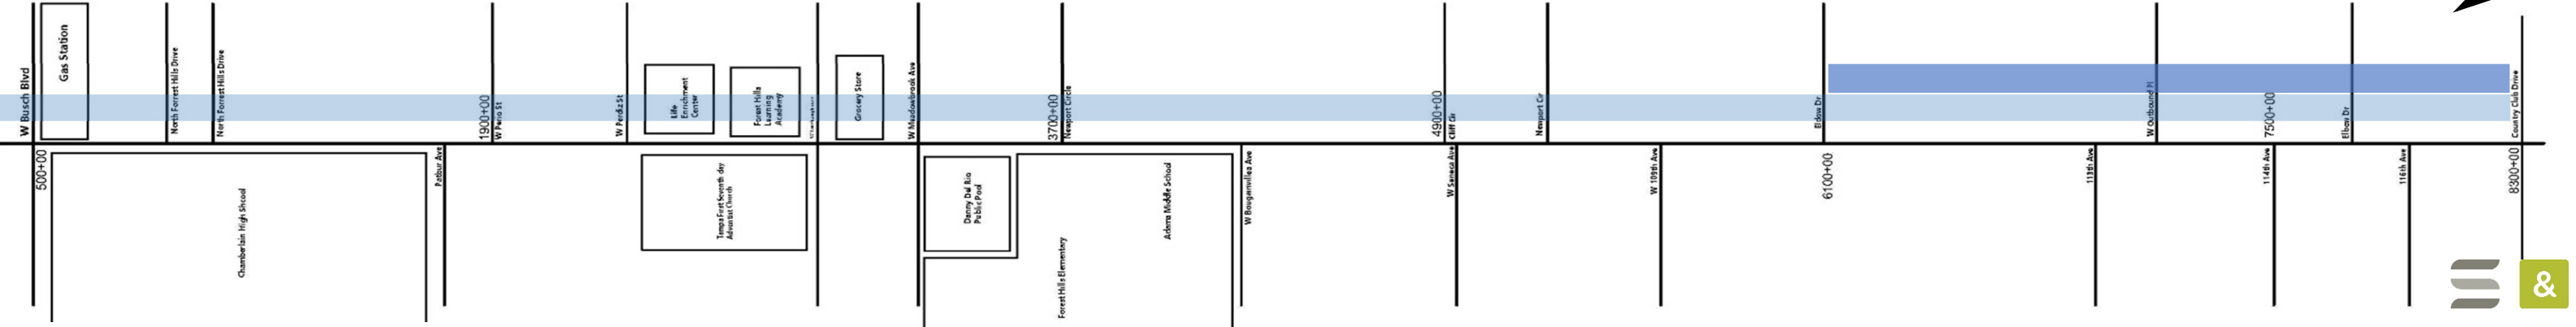 W Busch Blvd
Gas Station
North Forrest Hills Drive
North Forrest Hills Drive
1900+00
W Perio St
W Perdiz St
Life
Enrichment
Center
Forest Hills
Learning
Academy
Grocery Store
W Meadowbrook Ave
3700+00
Newport Circle
4900+00
Cliff Cir
Newport Cir
Eldow Dr
W Outbound Pl
7500+00
Elbow Dr
Country Club Drive
500+00
Chamberlain High Shcool
Patbur Ave
Tampa First Seventh-day
Adventist Church
Danny Del Rio
Public Pool
Forest Hills Elementary
Adams Middle School
W Bougenvillea Ave
W Seneca Ave
W 109th Ave
6100+00
113th Ave
114th Ave
116th Ave
8300+00
&